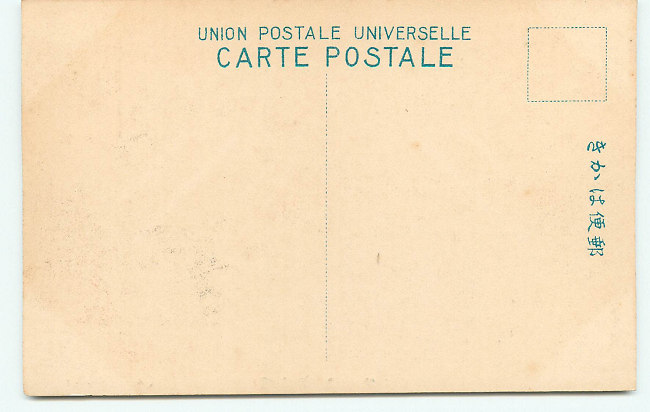 UNION POSTALE UNIVERSELLE
CARTE POSTALE
きかは便郵